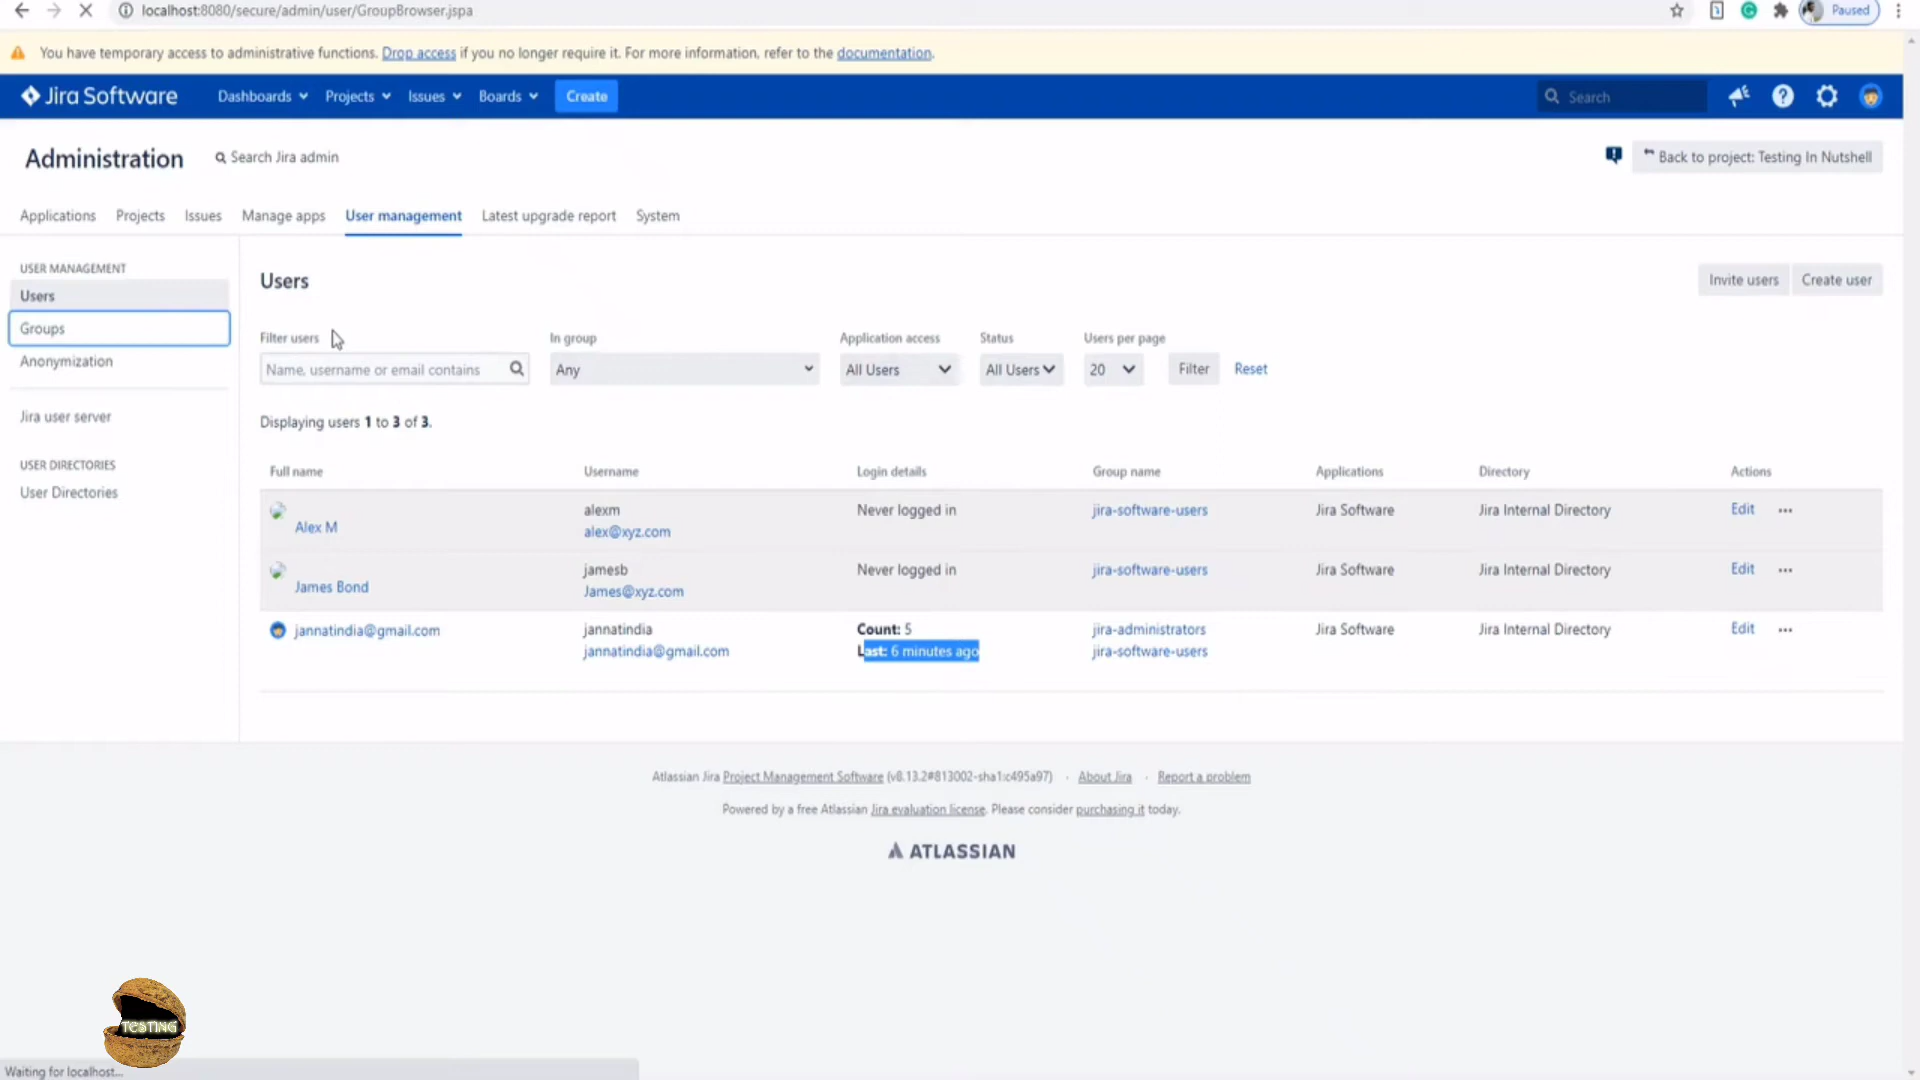 localhost:8080/secure/admin/user/GroupBrowser.jspa
Paused
You have temporary access to administrative functions. Drop access if you no longer require it. For more information, refer to the documentation.
Jira Software Dashboards Projects Issues Boards Create Search
Administration Search Jira admin Back to project: Testing In Nutshell
Applications Projects Issues Manage apps User management Latest upgrade report System
USER MANAGEMENT
Users
Groups
Anonymization
Jira user server
USER DIRECTORIES
User Directories
Users Invite users Create user
Filter users In group Application access Status Users per page
Name, username or email contains Any All Users All Users 20 Filter Reset
Displaying users 1 to 3 of 3.
Full name Username Login details Group name Applications Directory Actions
Alex M alexm Never logged in jira-software-users Jira Software Jira Internal Directory Edit ...
alex@xyz.com
James Bond jamesb Never logged in jira-software-users Jira Software Jira Internal Directory Edit ...
James@xyz.com
jannatindia@gmail.com jannatindia Count: 5 jira-administrators Jira Software Jira Internal Directory Edit ...
jannatindia@gmail.com Last: 6 minutes ago jira-software-users
Atlassian Jira Project Management Software (v8.13.2#813002-sha1:c495a97) · About Jira · Report a problem
Powered by a free Atlassian Jira evaluation license. Please consider purchasing it today.
ATLASSIAN
TESTING
Waiting for localhost...